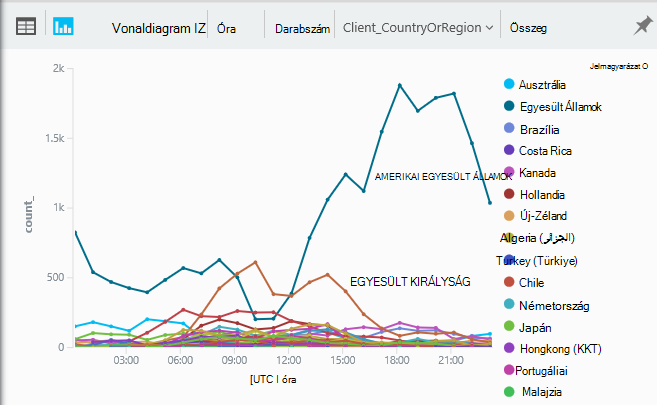 Vonaldiagram IZ Óra Darabszám Client_CountryOrRegion Összeg
Jelmagyarázat O
2k
1.5k
1k
500
0
count_
03:00 06:00 09:00 12:00 15:00 18:00 21:00
[UTC I óra
AMERIKAI EGYESÜLT ÁLLAMOK
EGYESÜLT KIRÁLYSÁG
Ausztrália
Egyesült Államok
Brazília
Costa Rica
Kanada
Hollandia
Új-Zéland
Algeria (الجزائر)
Turkey (Türkiye)
Chile
Németország
Japán
Hongkong (KKT)
Portugáliai
Malajzia